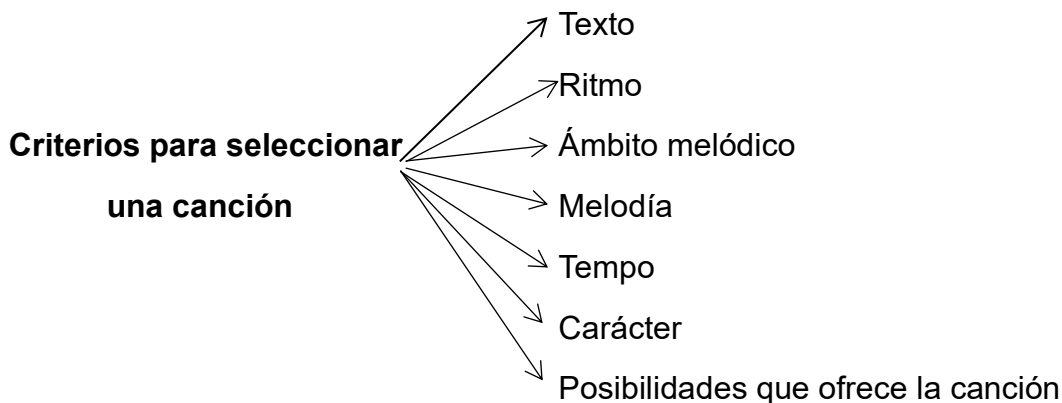 Texto
Ritmo
Criterios para seleccionar
una canción
Ámbito melódico
Melodía
Tempo
Carácter
Posibilidades que ofrece la canción